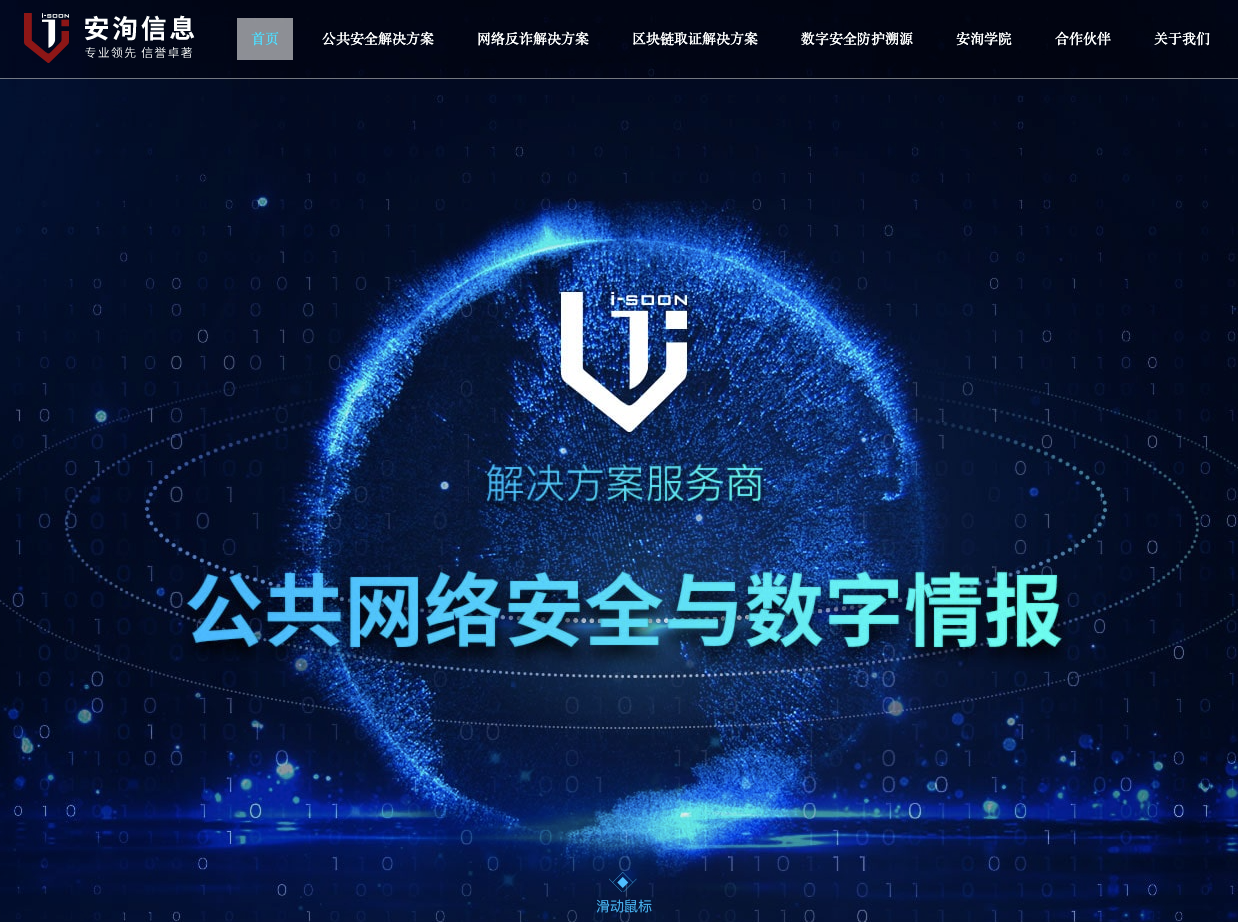 i-SOON
安洵信息
专业领先 信誉卓著
首页
公共安全解决方案
网络反诈解决方案
区块链取证解决方案
数字安全防护溯源
安洵学院
合作伙伴
关于我们
i-SOON
解决方案服务商
公共网络安全与数字情报
滑动鼠标